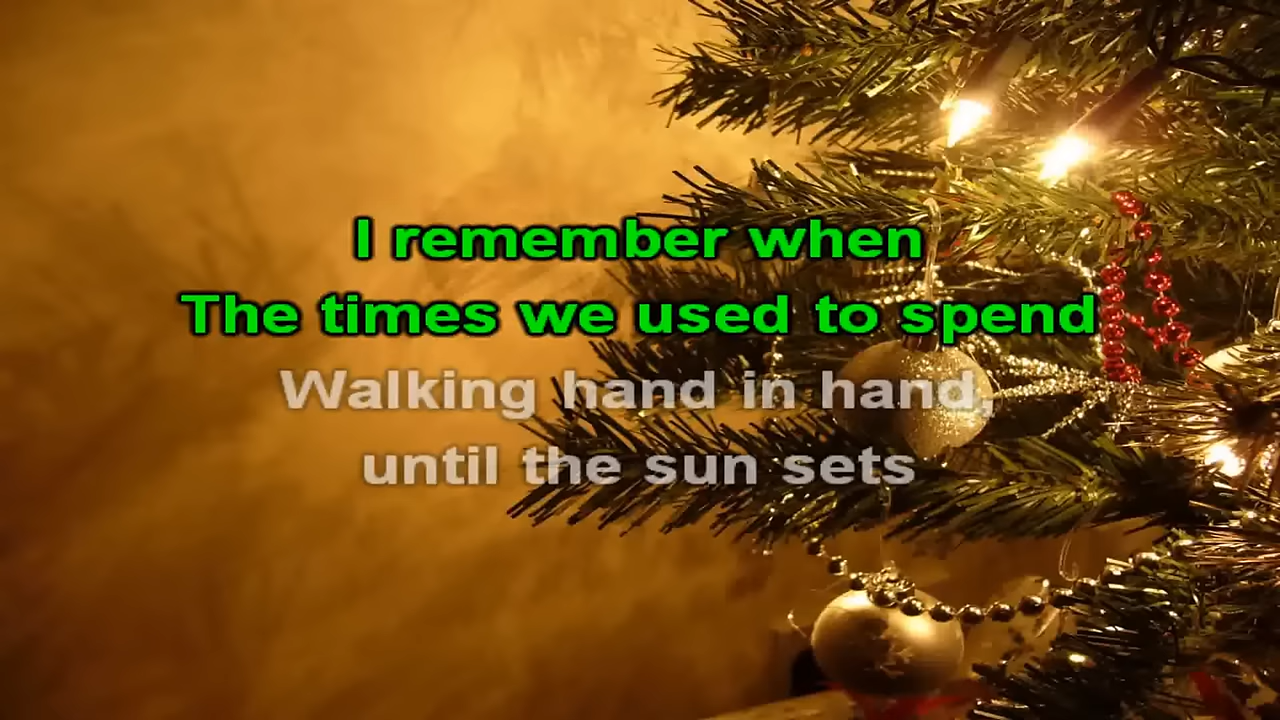 I remember when
The times we used to spend
Walking hand in hand,
until the sun sets